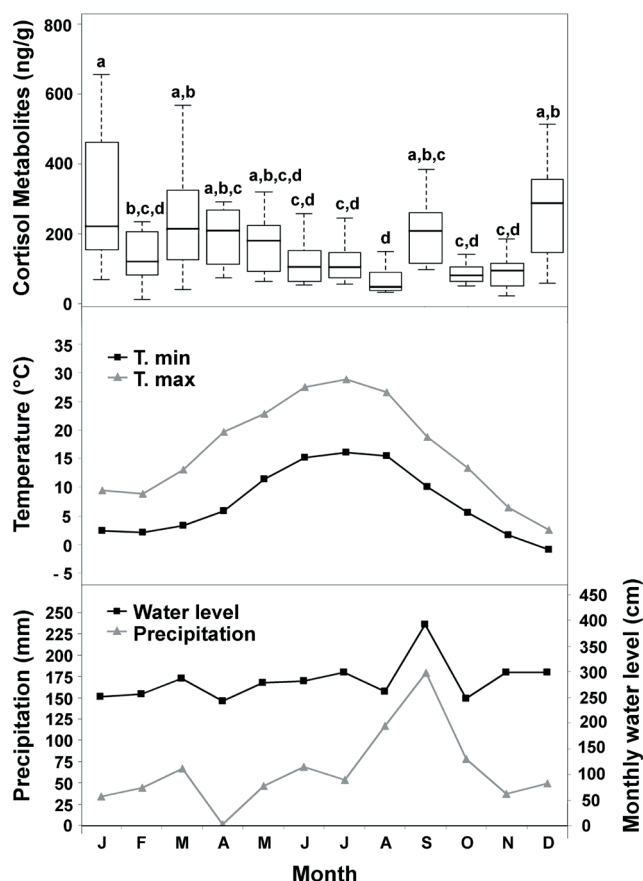 Cortisol Metabolites (ng/g)
800
600
400
200
0
a
b,c,d
a,b
a,b,c
a,b,c,d
c,d
c,d
d
a,b,c
c,d
c,d
a,b
Temperature (°C)
35
30
25
20
15
10
5
0
- 5
T. min
T. max
Precipitation (mm)
250
225
200
175
150
125
100
75
50
25
0
Water level
Precipitation
450
400
350
300
250
200
150
100
50
0
Monthly water level (cm)
J F M A M J J A S O N D
Month